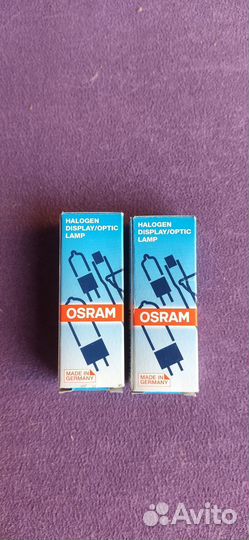 HALOGEN
DISPLAY/OPTIC
LAMP
OSRAM
MADE IN
GERMANY
HALOGEN
DISPLAY/OPTIC
LAMP
OSRAM
MADE IN
GERMANY
Avito